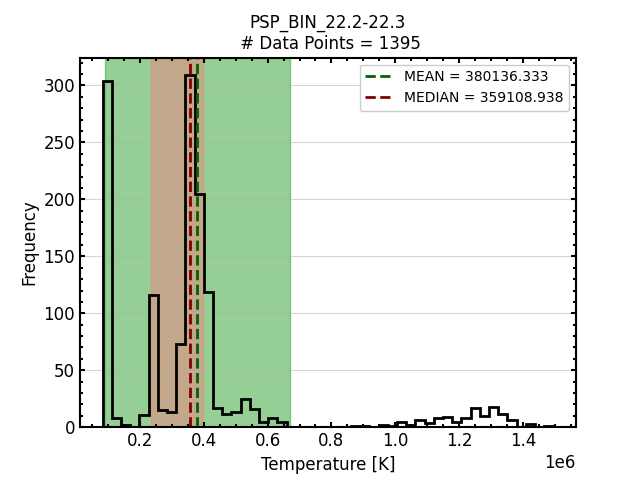 PSP_BIN_22.2-22.3
# Data Points = 1395
MEAN = 380136.333
MEDIAN = 359108.938
Frequency
300
250
200
150
100
50
0
0.2 0.4 0.6 0.8 1.0 1.2 1.4
1e6
Temperature [K]